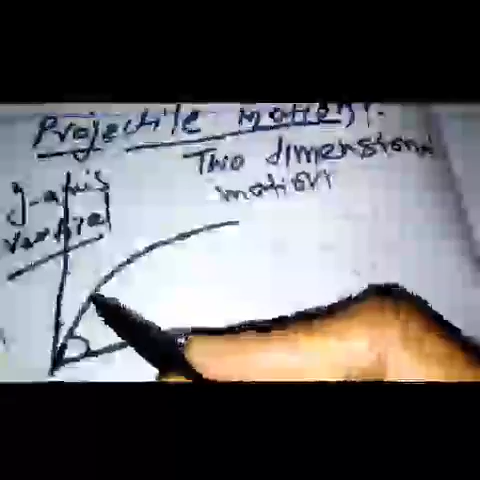 Projectile motion:
Two dimensional
motion
y-axis
vertical